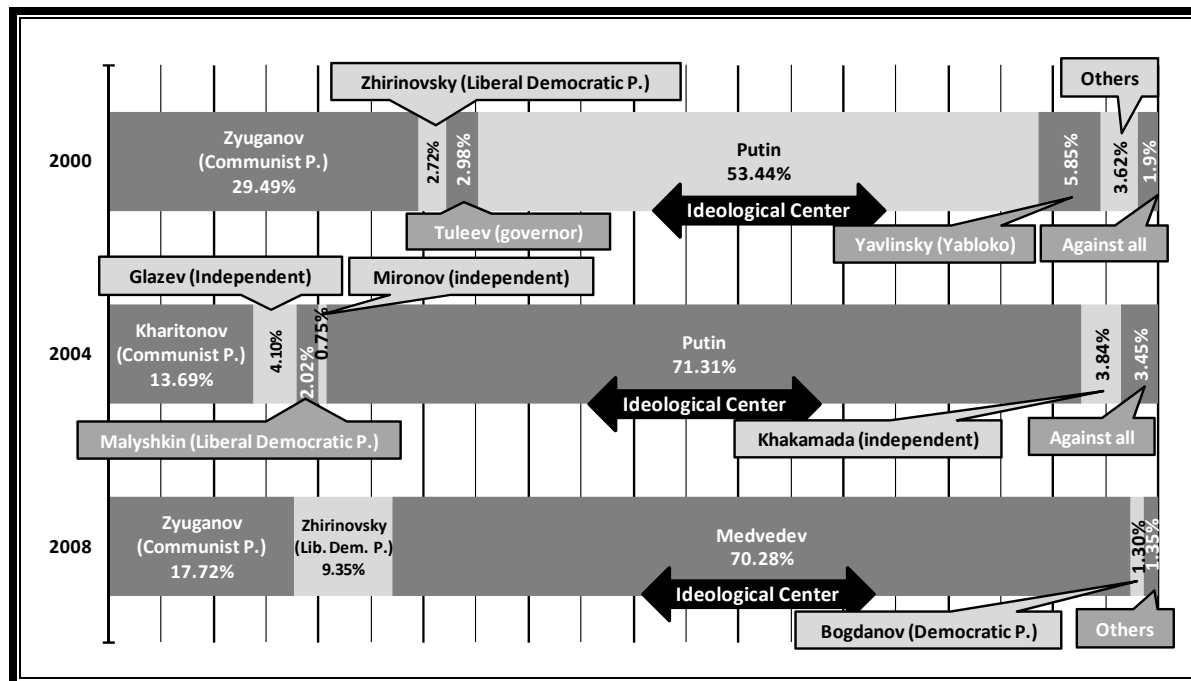 Zhirinovsky (Liberal Democratic P.)
Others
2000
Zyuganov
(Communist P.)
29.49%
2.72%
2.98%
Putin
53.44%
5.85%
3.62%
1.9%
Ideological Center
Tuleev (governor)
Yavlinsky (Yabloko)
Against all
Glazev (Independent)
Mironov (independent)
2004
Kharitonov
(Communist P.)
13.69%
4.10%
2.02%
0.75%
Putin
71.31%
3.84%
3.45%
Ideological Center
Malyshkin (Liberal Democratic P.)
Khakamada (independent)
Against all
2008
Zyuganov
(Communist P.)
17.72%
Zhirinovsky
(Lib. Dem. P.)
9.35%
Medvedev
70.28%
1.30%
1.35%
Ideological Center
Bogdanov (Democratic P.)
Others